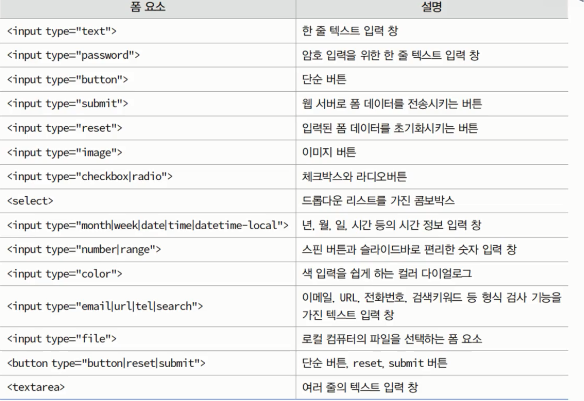 폼 요소 설명
<input type="text"> 한 줄 텍스트 입력 창
<input type="password"> 암호 입력을 위한 한 줄 텍스트 입력 창
<input type="button"> 단순 버튼
<input type="submit"> 웹 서버로 폼 데이터를 전송시키는 버튼
<input type="reset"> 입력된 폼 데이터를 초기화시키는 버튼
<input type="image"> 이미지 버튼
<input type="checkbox|radio"> 체크박스와 라디오버튼
<select> 드롭다운 리스트를 가진 콤보박스
<input type="month|week|date|time|datetime-local"> 년, 월, 일, 시간 등의 시간 정보 입력 창
<input type="number|range"> 스핀 버튼과 슬라이드바로 편리한 숫자 입력 창
<input type="color"> 색 입력을 쉽게 하는 컬러 다이얼로그
<input type="email|url|tel|search"> 이메일, URL, 전화번호, 검색키워드 등 형식 검사 기능을
가진 텍스트 입력 창
<input type="file"> 로컬 컴퓨터의 파일을 선택하는 폼 요소
<button type="button|reset|submit"> 단순 버튼, reset, submit 버튼
<textarea> 여러 줄의 텍스트 입력 창